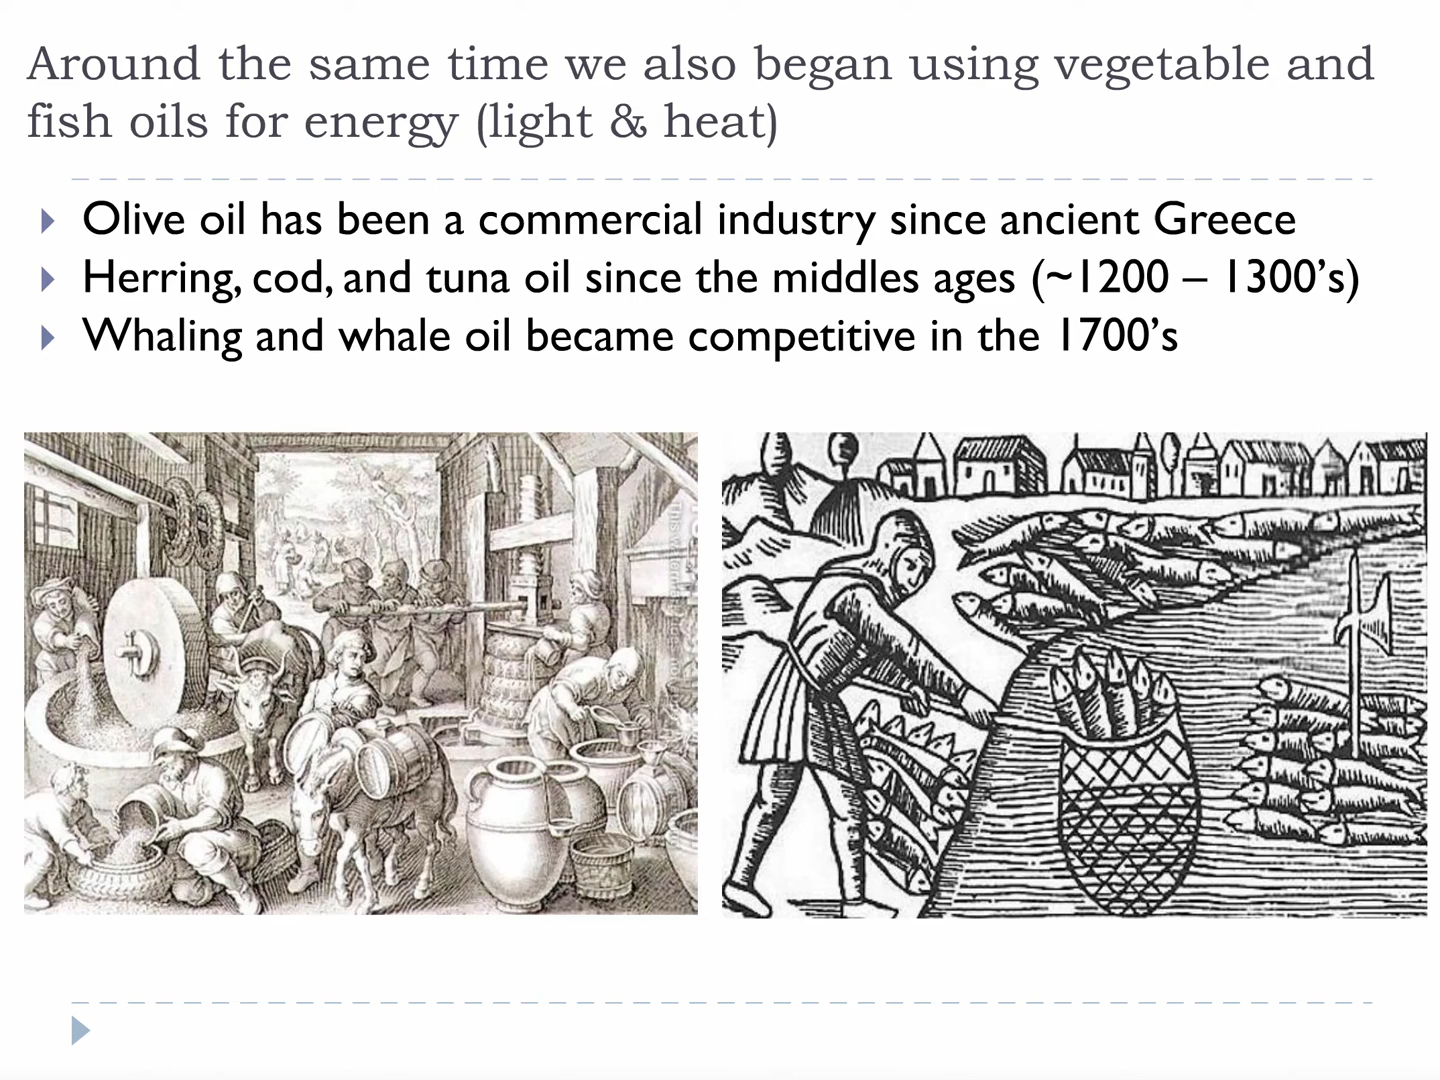 Around the same time we also began using vegetable and
fish oils for energy (light & heat)
Olive oil has been a commercial industry since ancient Greece
Herring, cod, and tuna oil since the middles ages (~1200 – 1300’s)
Whaling and whale oil became competitive in the 1700’s